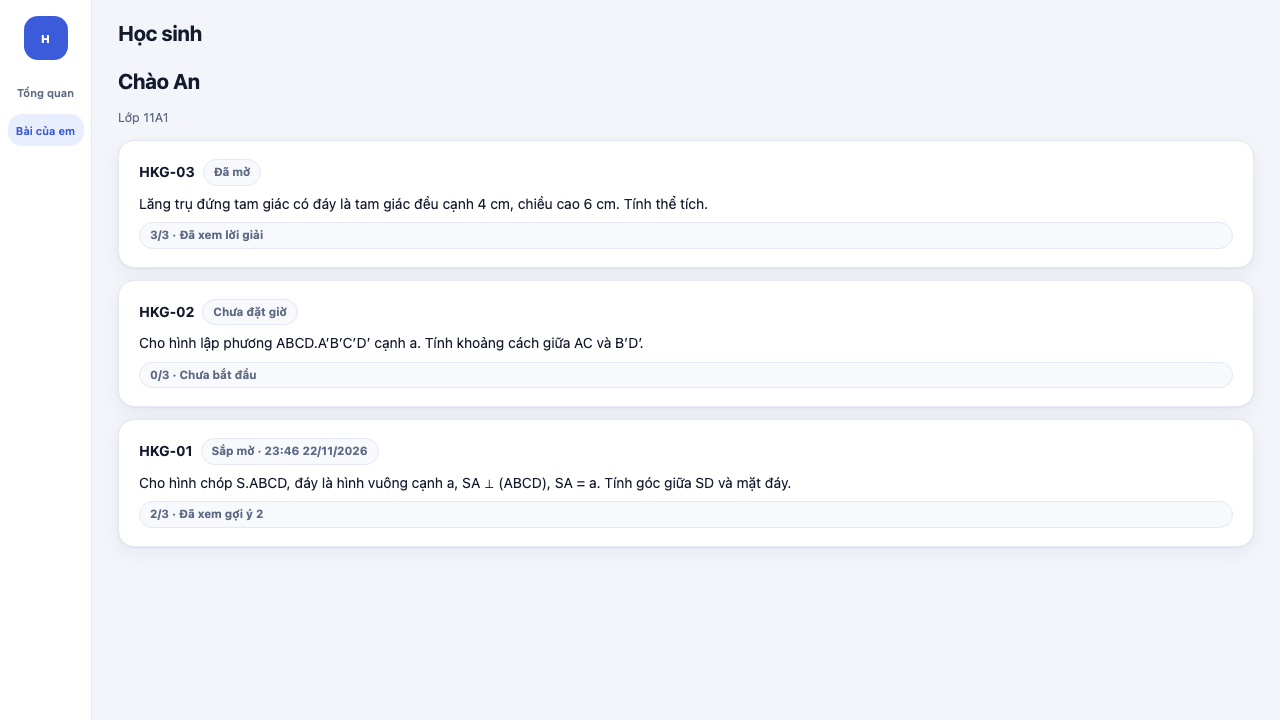 H
Tổng quan
Bài của em
Học sinh
Chào An
Lớp 11A1
HKG-03 Đã mở
Lăng trụ đứng tam giác có đáy là tam giác đều cạnh 4 cm, chiều cao 6 cm. Tính thể tích.
3/3 · Đã xem lời giải
HKG-02 Chưa đặt giờ
Cho hình lập phương ABCD.A’B’C’D’ cạnh a. Tính khoảng cách giữa AC và B’D’.
0/3 · Chưa bắt đầu
HKG-01 Sắp mở · 23:46 22/11/2026
Cho hình chóp S.ABCD, đáy là hình vuông cạnh a, SA ⊥ (ABCD), SA = a. Tính góc giữa SD và mặt đáy.
2/3 · Đã xem gợi ý 2